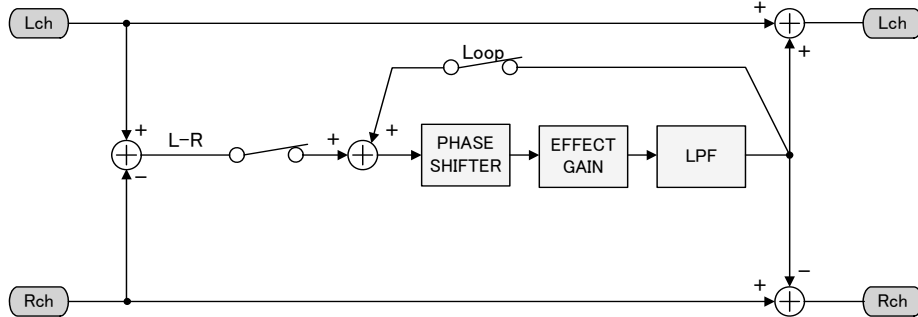 Lch
+
Lch
+
Loop
+
L-R
+
+
PHASE
SHIFTER
EFFECT
GAIN
LPF
−
−
Rch
+
Rch